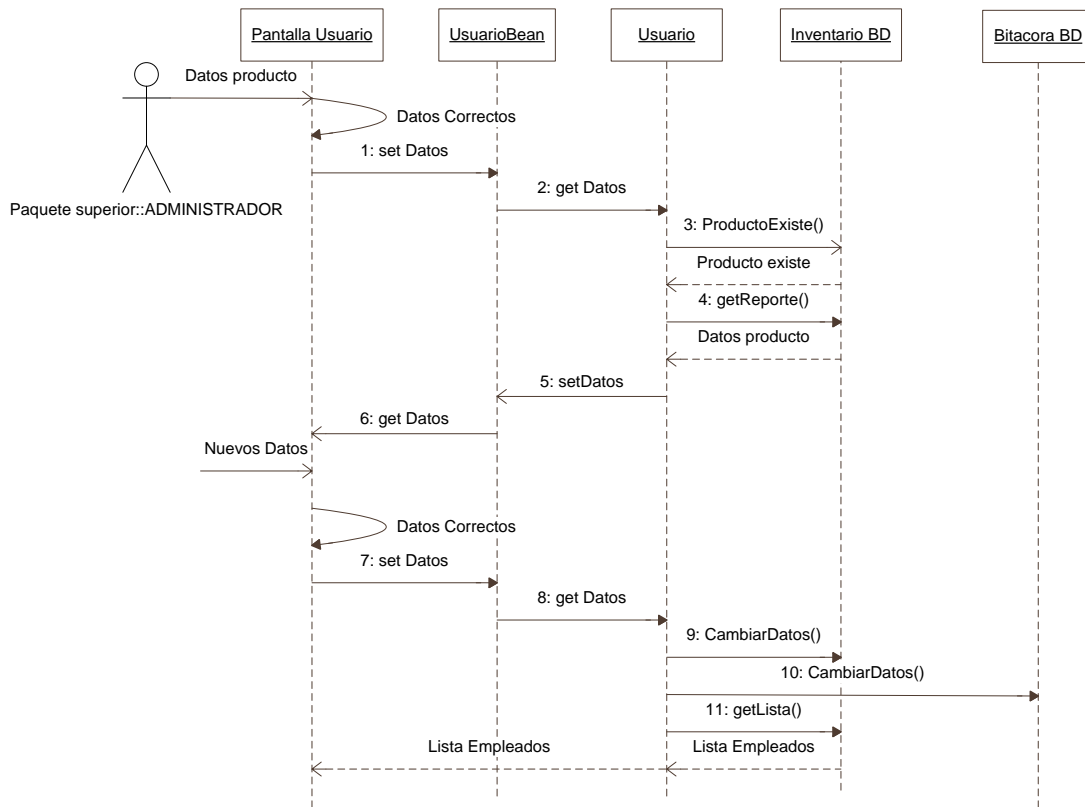 Pantalla Usuario
UsuarioBean
Usuario
Inventario BD
Bitacora BD
Datos producto
Datos Correctos
1: set Datos
2: get Datos
Paquete superior::ADMINISTRADOR
3: ProductoExiste()
Producto existe
4: getReporte()
Datos producto
5: setDatos
6: get Datos
Nuevos Datos
Datos Correctos
7: set Datos
8: get Datos
9: CambiarDatos()
10: CambiarDatos()
11: getLista()
Lista Empleados
Lista Empleados